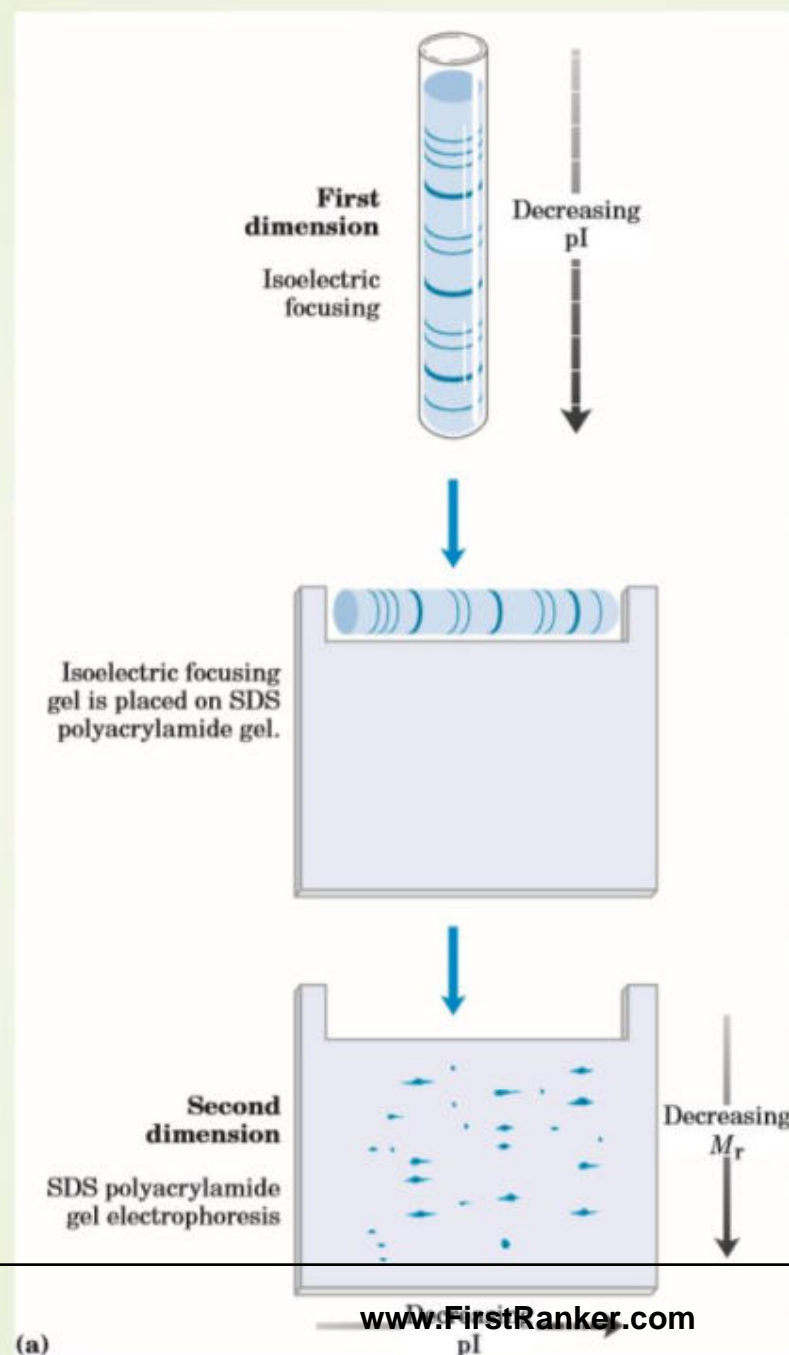 First
dimension
Isoelectric
focusing
Decreasing
pI
Isoelectric focusing
gel is placed on SDS
polyacrylamide gel.
Second
dimension
SDS polyacrylamide
gel electrophoresis
Decreasing
Mr
Decreasing
www.FirstRanker.com
pI
(a)